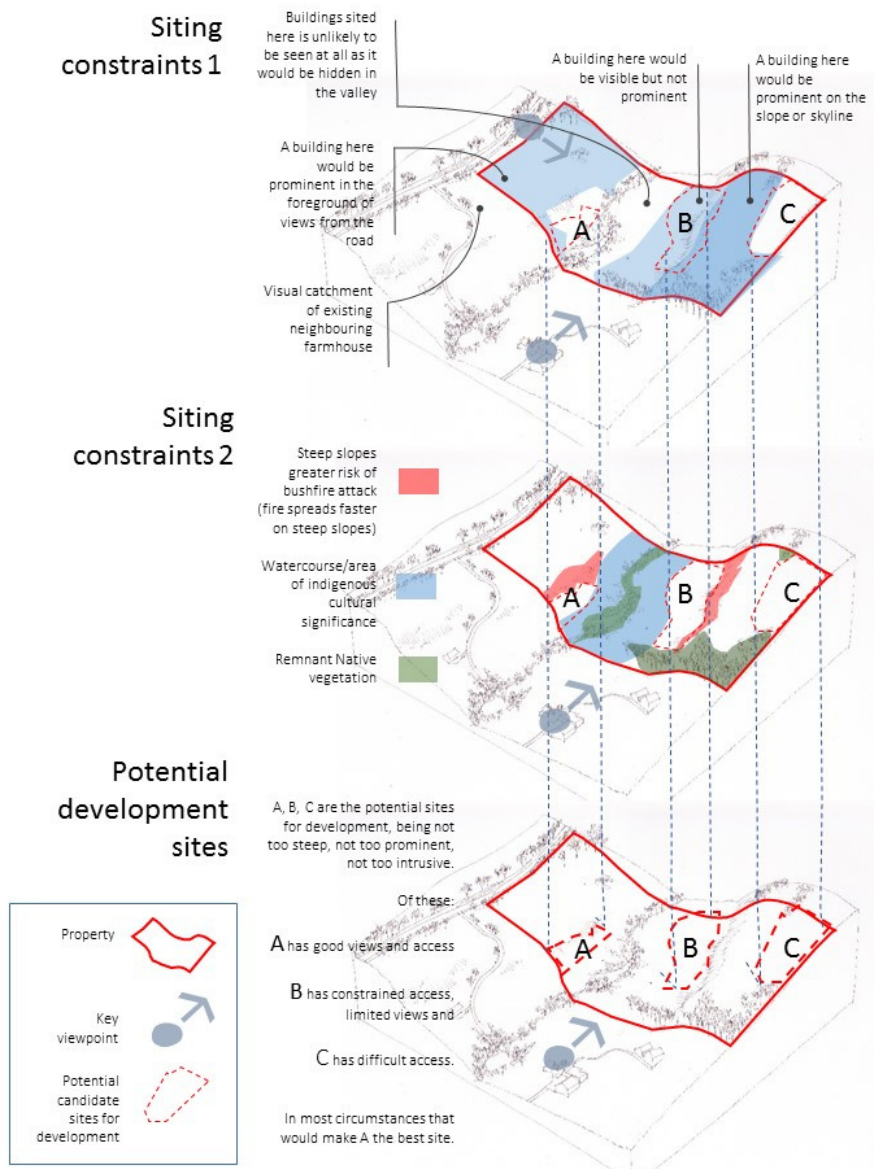 Siting
constraints 1
Buildings sited
here is unlikely to
be seen at all as it
would be hidden in
the valley
A building here would
be visible but not
prominent
A building here
would be
prominent on the
slope or skyline
A building here
would be
prominent in the
foreground of
views from the
road
Visual catchment
of existing
neighbouring
farmhouse
A
B
C
Siting
constraints 2
Steep slopes
greater risk of
bushfire attack
(fire spreads faster
on steep slopes)
Watercourse/area
of indigenous
cultural
significance
Remnant Native
vegetation
A
B
C
Potential
development
sites
A, B, C are the potential sites
for development, being not
too steep, not too prominent,
not too intrusive.
Of these:
A has good views and access
B has constrained access,
limited views and
C has difficult access.
In most circumstances that
would make A the best site.
A
B
C
Property
Key
viewpoint
Potential
candidate
sites for
development